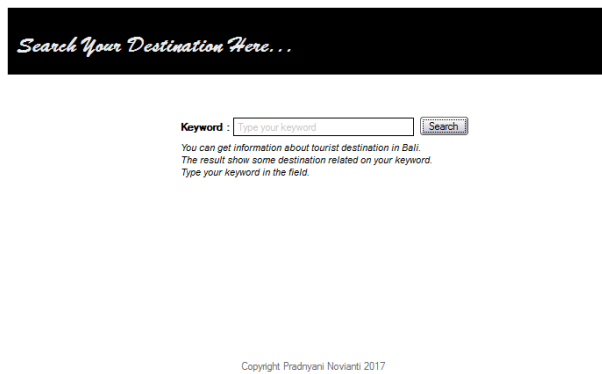 Search Your Destination Here...
Keyword : Type your keyword Search
You can get information about tourist destination in Bali.
The result show some destination related on your keyword.
Type your keyword in the field.
Copyright Pradnyani Novianti 2017